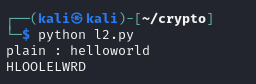 ┌──(kali㉿kali)-[~/crypto]
└─$ python l2.py
plain : helloworld
HLOOLELWRD